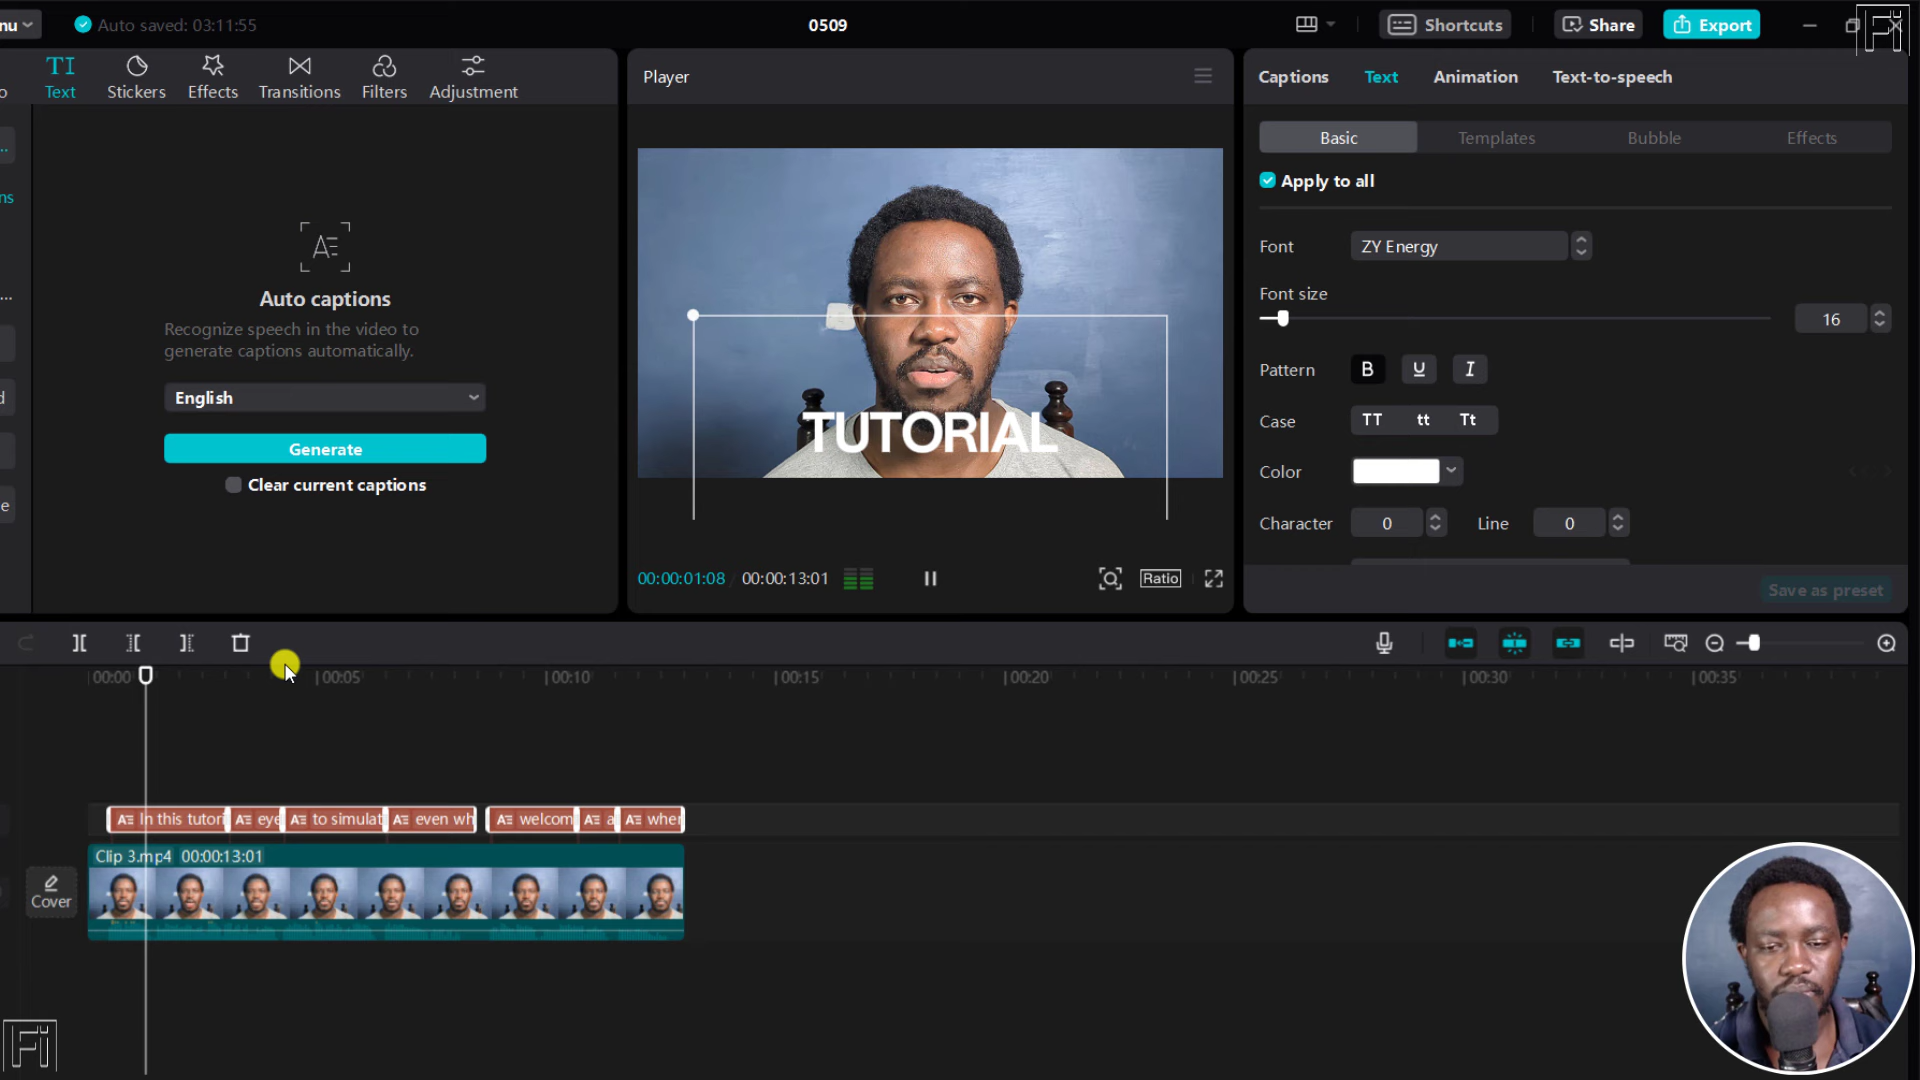 nu
Auto saved: 03:11:55
0509
Shortcuts
Share
Export
Fi
TI
Text
Stickers
Effects
Transitions
Filters
Adjustment
Player
Captions
Text
Animation
Text-to-speech
Basic
Templates
Bubble
Effects
Apply to all
ns
Auto captions
Recognize speech in the video to
generate captions automatically.
English
Generate
Clear current captions
d
e
TUTORIAL
Font
ZY Energy
Font size
16
Pattern
B U I
Case
TT tt Tt
Color
Character
0
Line
0
Save as preset
00:00:01:08 / 00:00:13:01
Ratio
00:00 00:05 00:10 00:15 00:20 00:25 00:30 00:35
In this tutori
eye
to simulat
even wh
welcom
a
wher
Clip 3.mp4 00:00:13:01
Cover
Fi